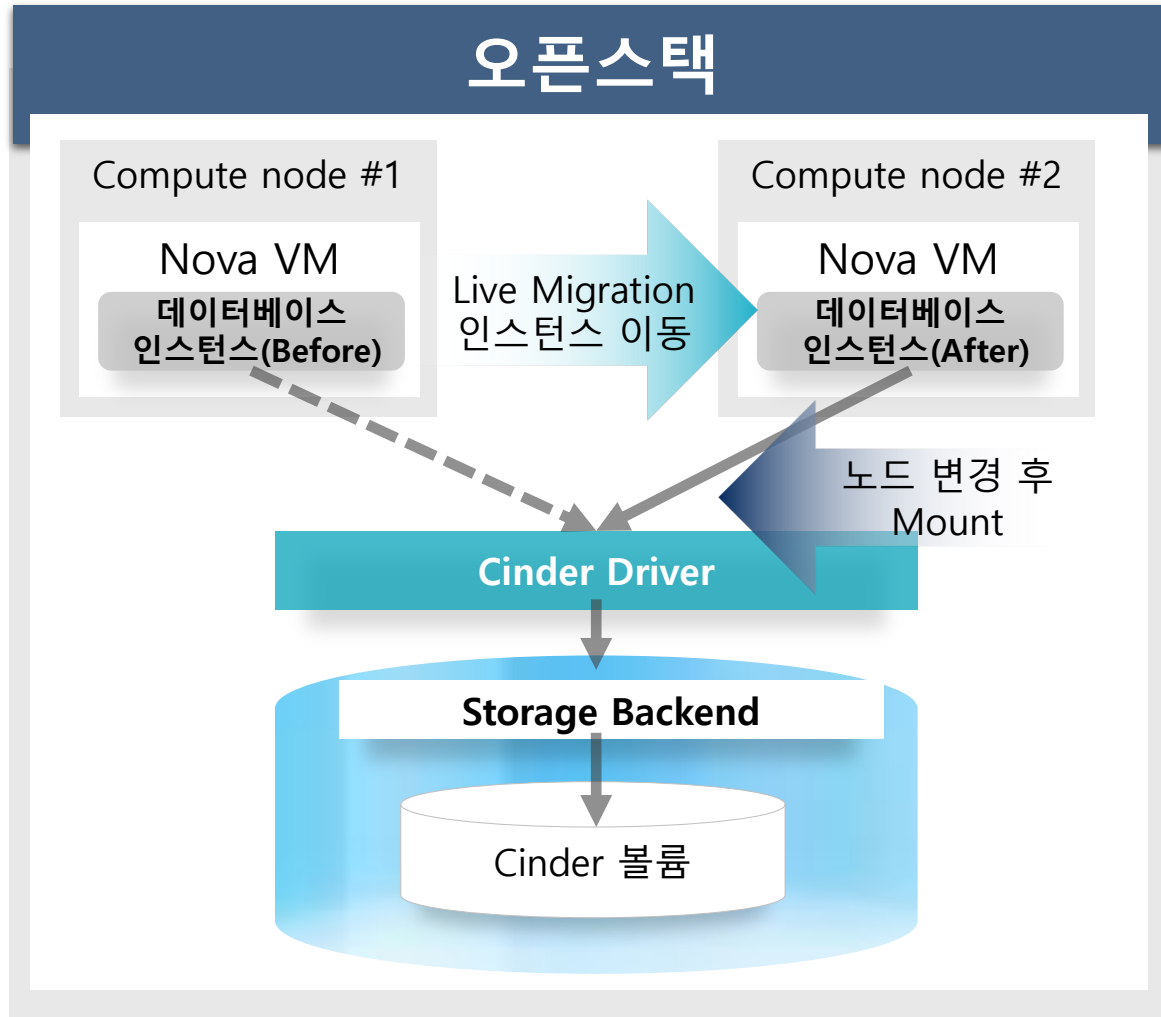 오픈스택
Compute node #1
Nova VM
데이터베이스
인스턴스(Before)
Live Migration
인스턴스 이동
Compute node #2
Nova VM
데이터베이스
인스턴스(After)
노드 변경 후
Mount
Cinder Driver
Storage Backend
Cinder 볼륨